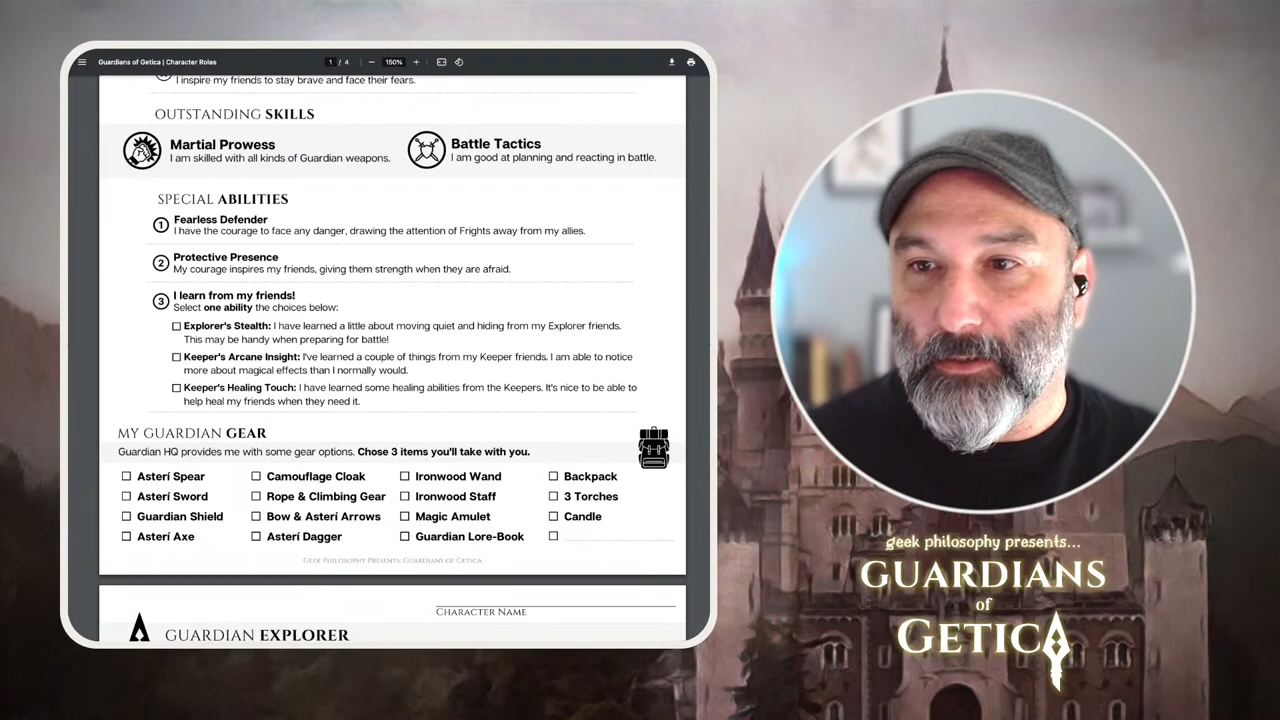 Guardians of Getica | Character Roles
1 / 4
150%
I inspire my friends to stay brave and face their fears.
OUTSTANDING SKILLS
Martial Prowess
I am skilled with all kinds of Guardian weapons.
Battle Tactics
I am good at planning and reacting in battle.
SPECIAL ABILITIES
1 Fearless Defender
I have the courage to face any danger, drawing the attention of Frights away from my allies.
2 Protective Presence
My courage inspires my friends, giving them strength when they are afraid.
3 I learn from my friends!
Select one ability the choices below:
Explorer's Stealth: I have learned a little about moving quiet and hiding from my Explorer friends.
This may be handy when preparing for battle!
Keeper's Arcane Insight: I've learned a couple of things from my Keeper friends. I am able to notice
more about magical effects than I normally would.
Keeper's Healing Touch: I have learned some healing abilities from the Keepers. It's nice to be able to
help heal my friends when they need it.
MY GUARDIAN GEAR
Guardian HQ provides me with some gear options. Chose 3 items you'll take with you.
Asterí Spear
Camouflage Cloak
Ironwood Wand
Backpack
Asterí Sword
Rope & Climbing Gear
Ironwood Staff
3 Torches
Guardian Shield
Bow & Asterí Arrows
Magic Amulet
Candle
Asterí Axe
Asterí Dagger
Guardian Lore-Book
GEEK PHILOSOPHY PRESENTS: GUARDIANS OF GETICA
CHARACTER NAME
GUARDIAN EXPLORER
geek philosophy presents...
GUARDIANS
of
GETICA